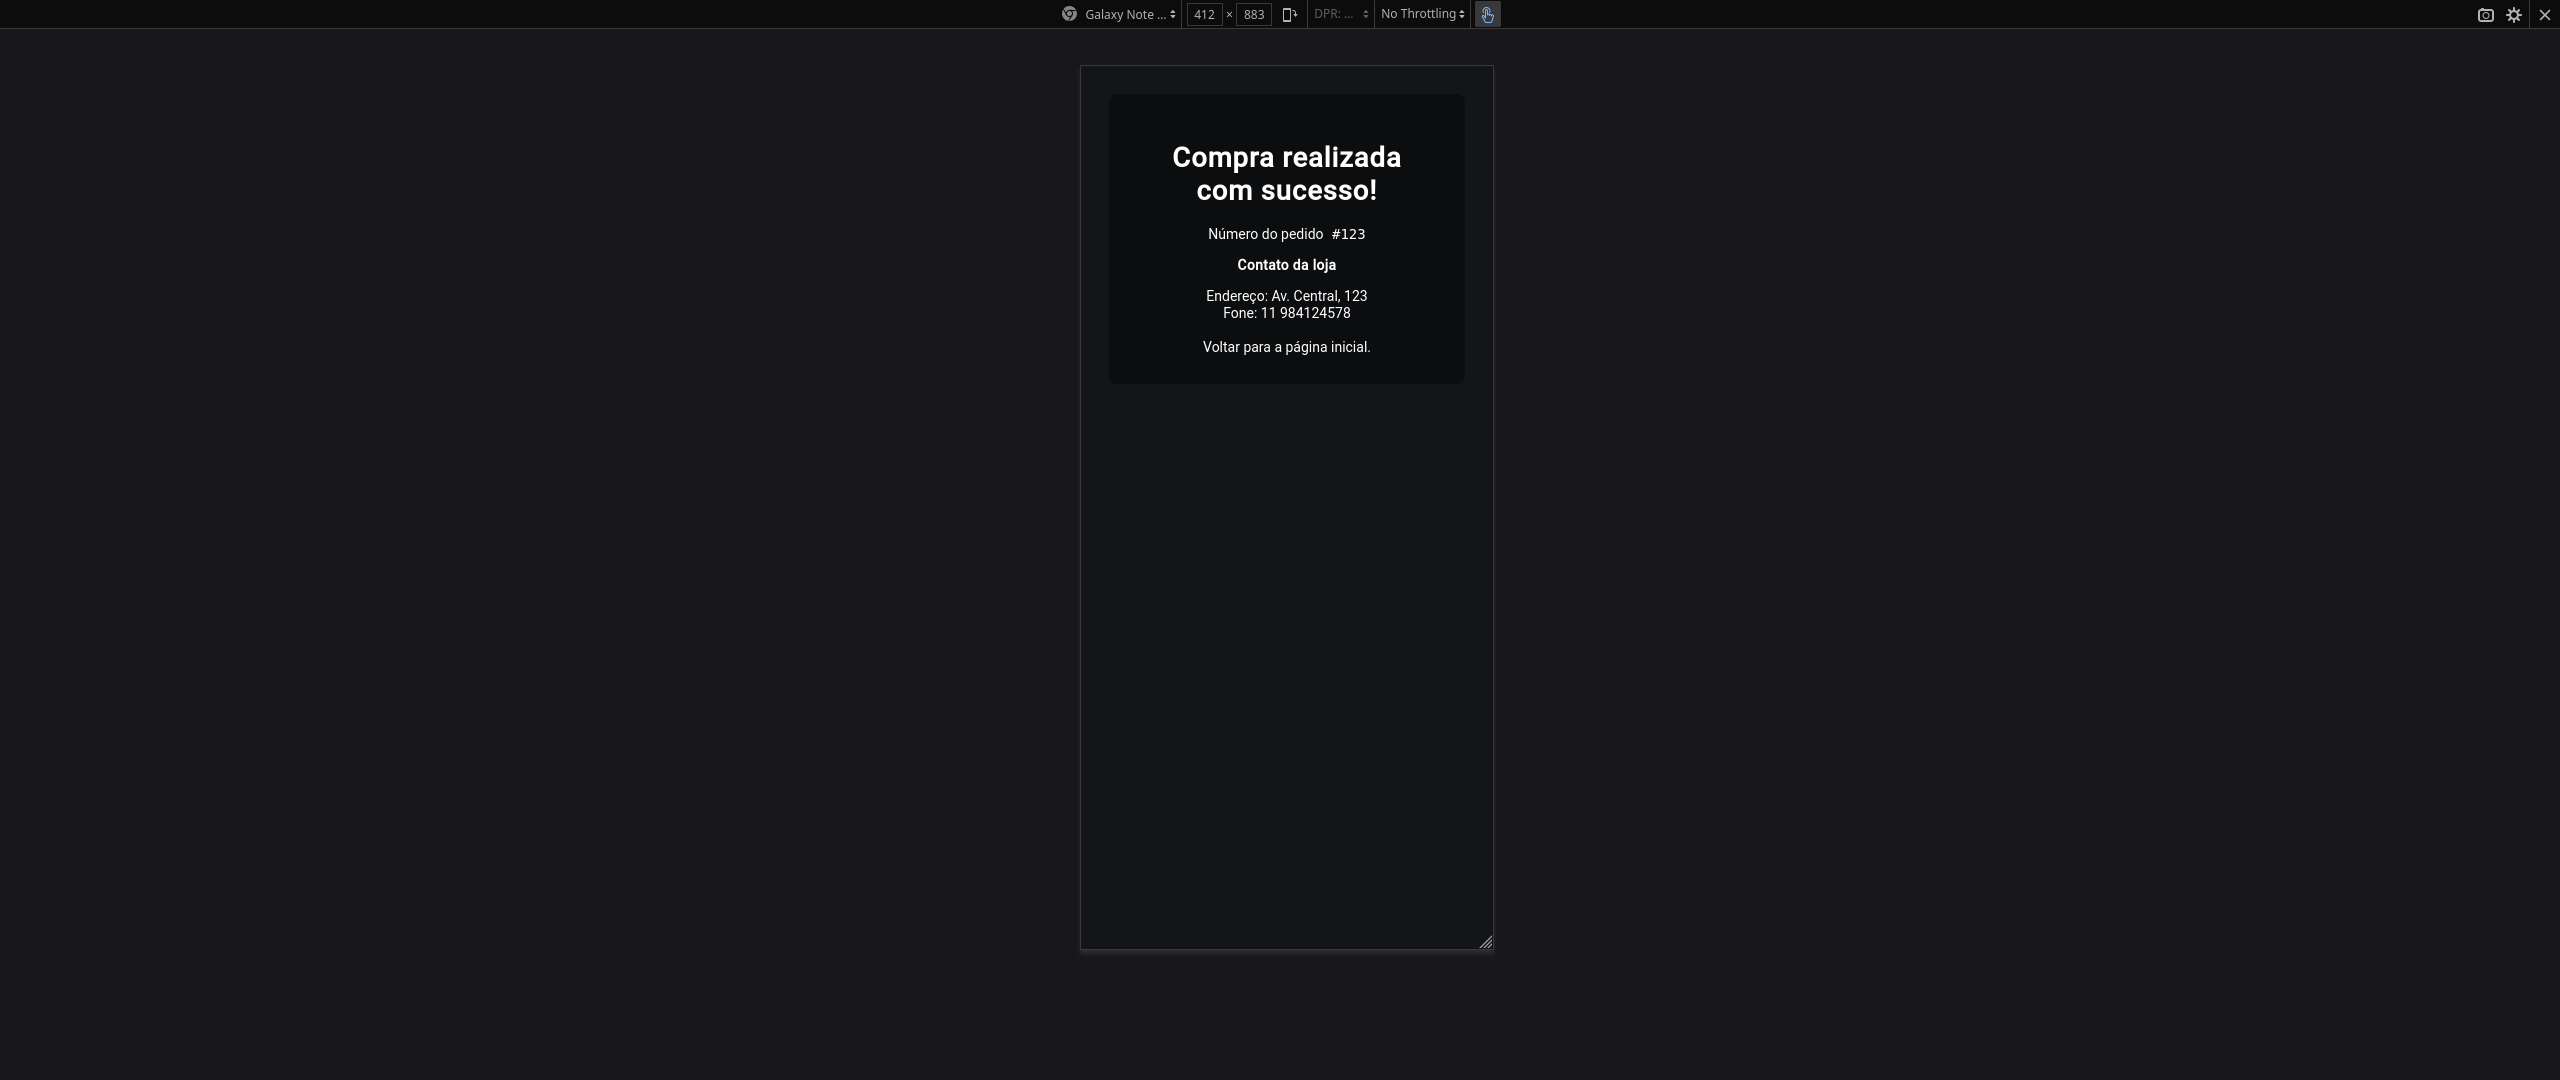 Galaxy Note ... 412 × 883 DPR: ... No Throttling
Compra realizada
com sucesso!
Número do pedido #123
Contato da loja
Endereço: Av. Central, 123
Fone: 11 984124578
Voltar para a página inicial.